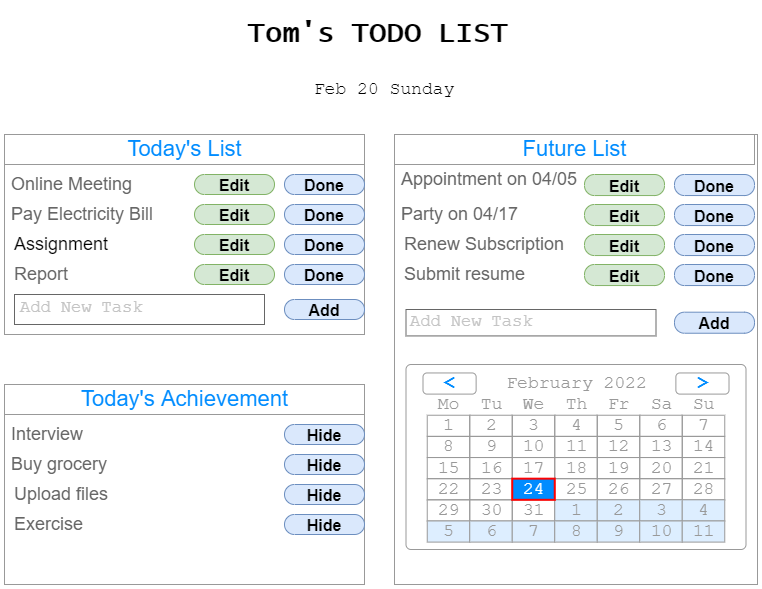 Tom's TODO LIST
Feb 20 Sunday
Today's List
Online Meeting Edit Done
Pay Electricity Bill Edit Done
Assignment Edit Done
Report Edit Done
Add New Task Add
Today's Achievement
Interview Hide
Buy grocery Hide
Upload files Hide
Exercise Hide
Future List
Appointment on 04/05 Edit Done
Party on 04/17 Edit Done
Renew Subscription Edit Done
Submit resume Edit Done
Add New Task Add
< February 2022 >
Mo Tu We Th Fr Sa Su
1 2 3 4 5 6 7
8 9 10 11 12 13 14
15 16 17 18 19 20 21
22 23 24 25 26 27 28
29 30 31 1 2 3 4
5 6 7 8 9 10 11